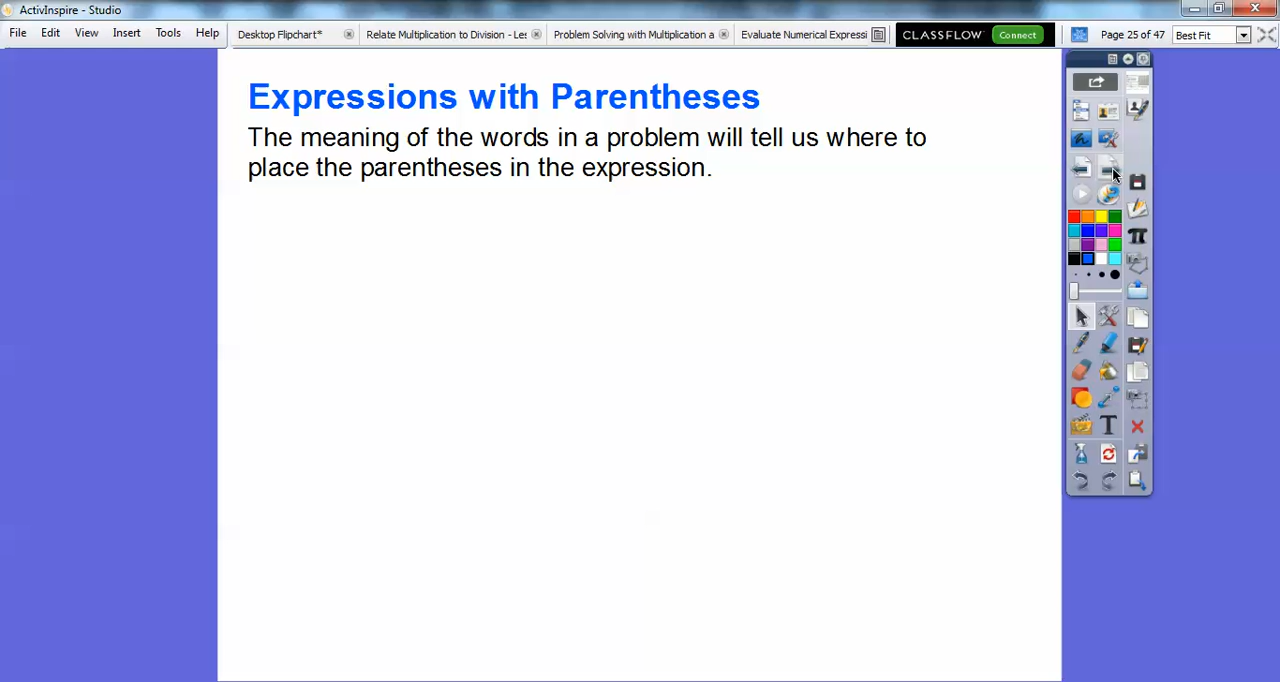 ActivInspire - Studio
File Edit View Insert Tools Help
Desktop Flipchart* Relate Multiplication to Division - Les Problem Solving with Multiplication a Evaluate Numerical Expressi
CLASSFLOW Connect
Page 25 of 47 Best Fit
Expressions with Parentheses
The meaning of the words in a problem will tell us where to
place the parentheses in the expression.